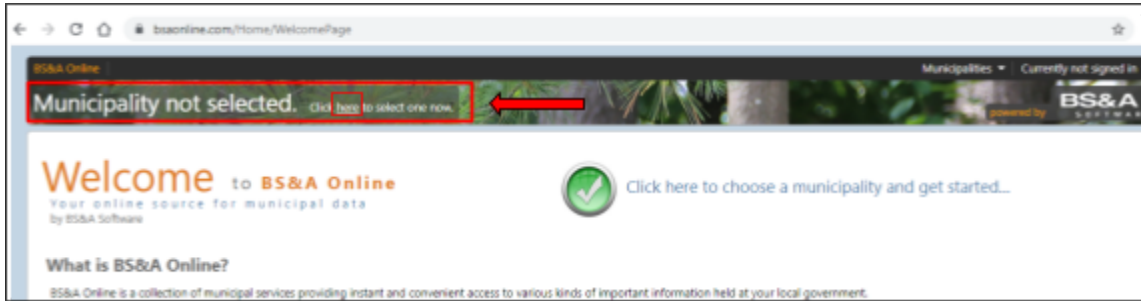 bsaonline.com/Home/WelcomePage
BS&A Online
Municipalities Currently not signed in
Municipality not selected. Click here to select one now.
powered by BS&A
SOFTWAR
Welcome to BS&A Online
Your online source for municipal data
by BS&A Software
Click here to choose a municipality and get started...
What is BS&A Online?
BS&A Online is a collection of municipal services providing instant and convenient access to various kinds of important information held at your local government.